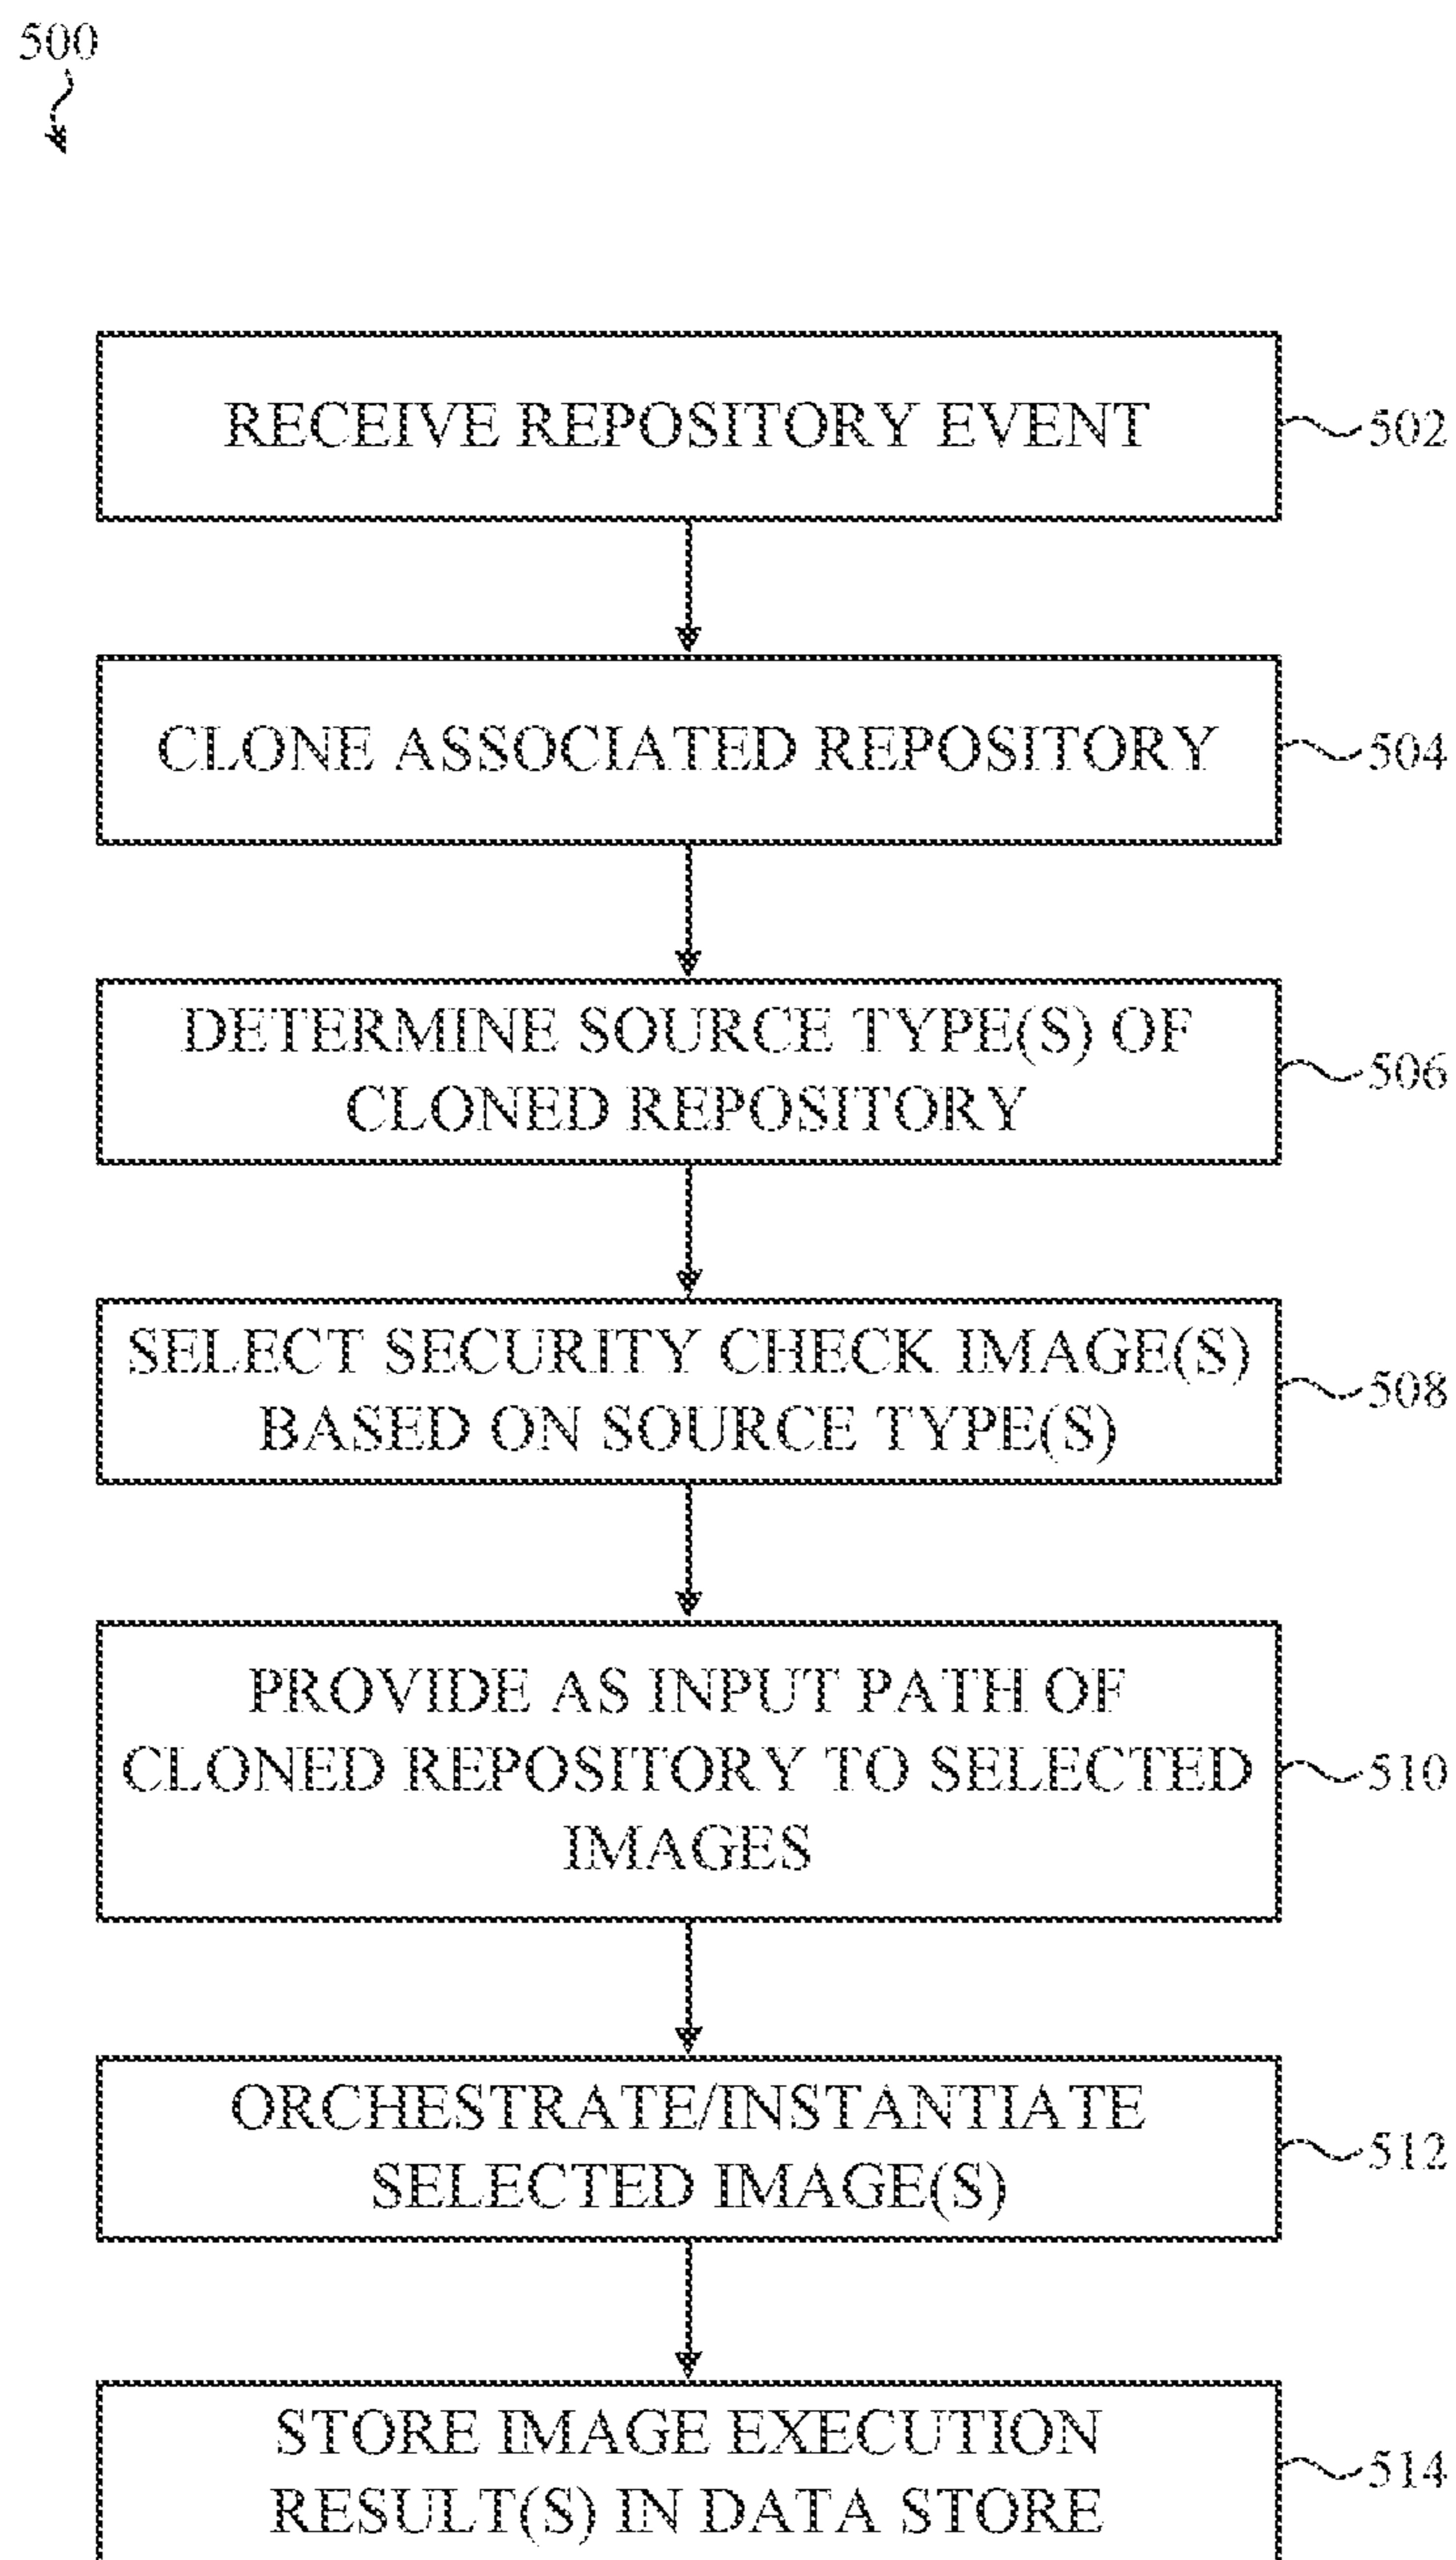 500
RECEIVE REPOSITORY EVENT
502
CLONE ASSOCIATED REPOSITORY
504
DETERMINE SOURCE TYPE(S) OF
CLONED REPOSITORY
506
SELECT SECURITY CHECK IMAGE(S)
BASED ON SOURCE TYPE(S)
508
PROVIDE AS INPUT PATH OF
CLONED REPOSITORY TO SELECTED
IMAGES
510
ORCHESTRATE/INSTANTIATE
SELECTED IMAGE(S)
512
STORE IMAGE EXECUTION
RESULT(S) IN DATA STORE
514